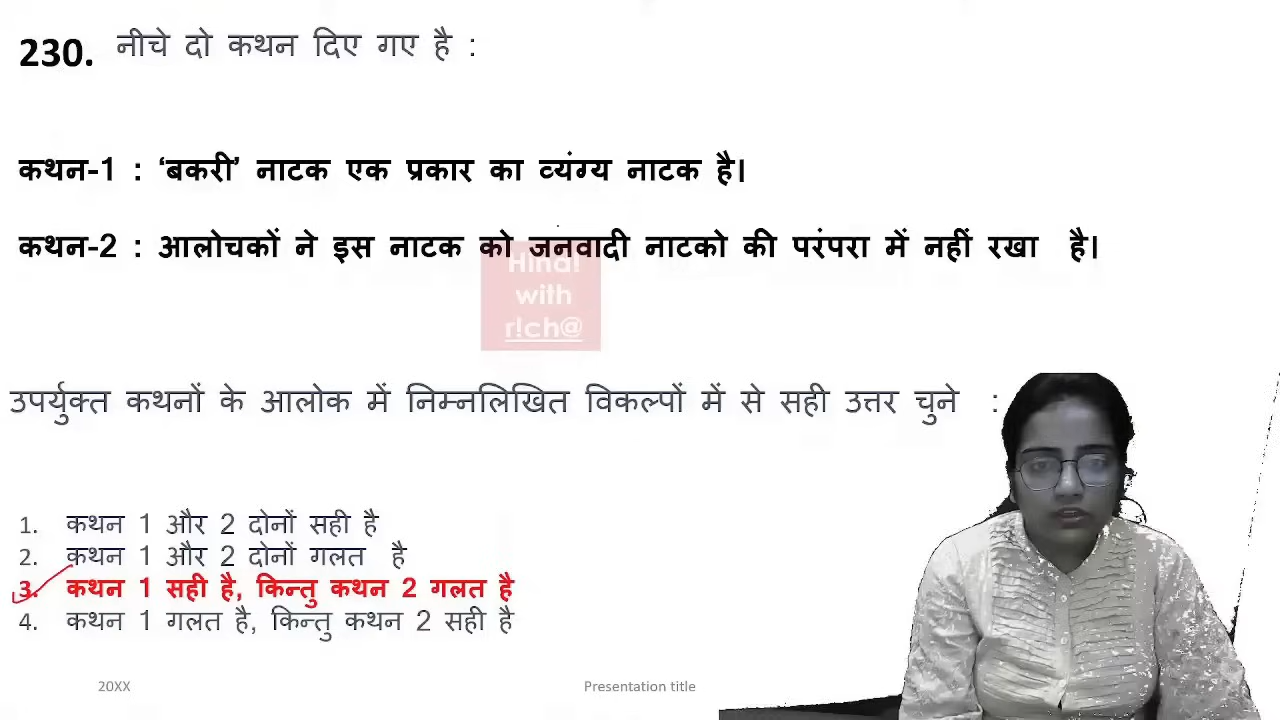 230. नीचे दो कथन दिए गए है :
कथन-1 : ‘बकरी’ नाटक एक प्रकार का व्यंग्य नाटक है।
कथन-2 : आलोचकों ने इस नाटक को जनवादी नाटको की परंपरा में नहीं रखा है।
H!nd!
with
r!ch@
उपर्युक्त कथनों के आलोक में निम्नलिखित विकल्पों में से सही उत्तर चुने :
1. कथन 1 और 2 दोनों सही है
2. कथन 1 और 2 दोनों गलत है
3. कथन 1 सही है, किन्तु कथन 2 गलत है
4. कथन 1 गलत है, किन्तु कथन 2 सही है
20XX Presentation title